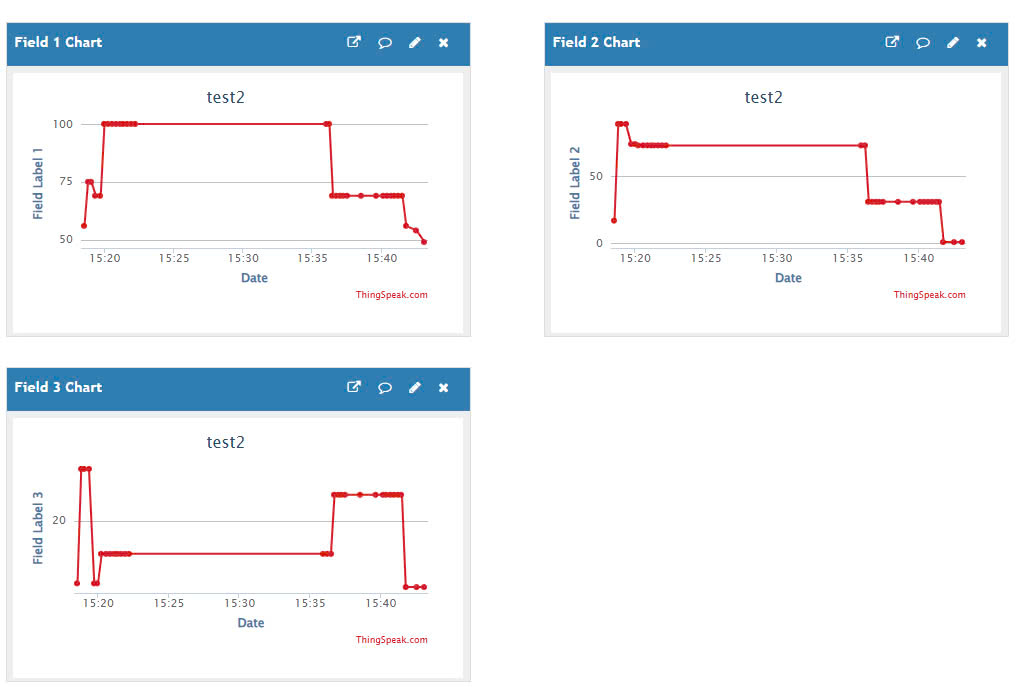 Field 1 Chart
test2
Field Label 1
100
75
50
15:20 15:25 15:30 15:35 15:40
Date
ThingSpeak.com
Field 2 Chart
test2
Field Label 2
50
0
15:20 15:25 15:30 15:35 15:40
Date
ThingSpeak.com
Field 3 Chart
test2
Field Label 3
20
15:20 15:25 15:30 15:35 15:40
Date
ThingSpeak.com